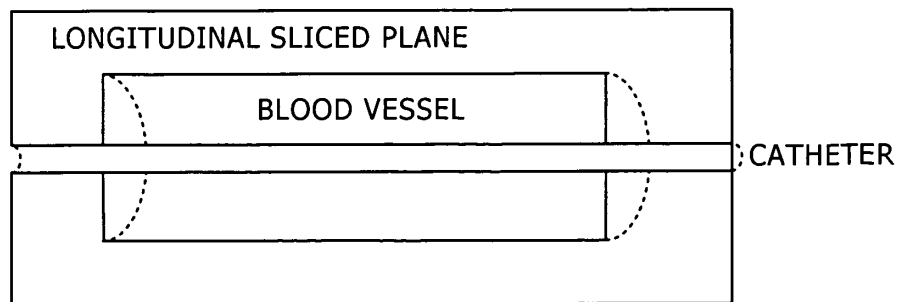 LONGITUDINAL SLICED PLANE
BLOOD VESSEL
CATHETER